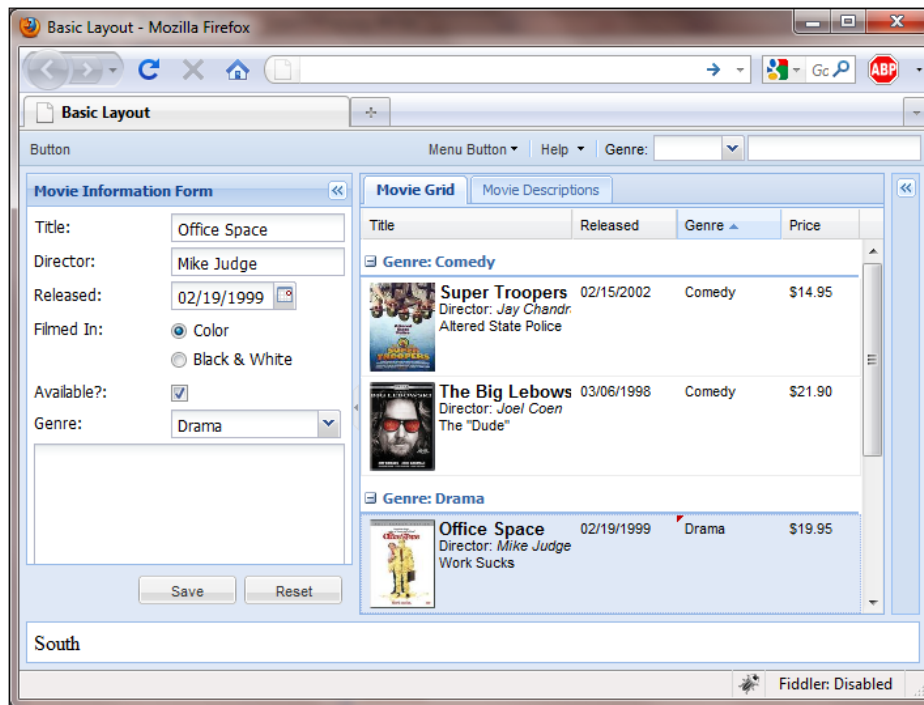 Basic Layout - Mozilla Firefox
Gc
ABP
Basic Layout
Button
Menu Button
Help
Genre:
Movie Information Form
Title: Office Space
Director: Mike Judge
Released: 02/19/1999
Filmed In: Color
Black & White
Available?:
Genre: Drama
Save
Reset
Movie Grid
Movie Descriptions
Title Released Genre Price
Genre: Comedy
Super Troopers 02/15/2002 Comedy $14.95
Director: Jay Chandr
Altered State Police
SUPER
TROOPERS
The Big Lebows 03/06/1998 Comedy $21.90
Director: Joel Coen
The "Dude"
Genre: Drama
Office Space 02/19/1999 Drama $19.95
Director: Mike Judge
Work Sucks
South
Fiddler: Disabled